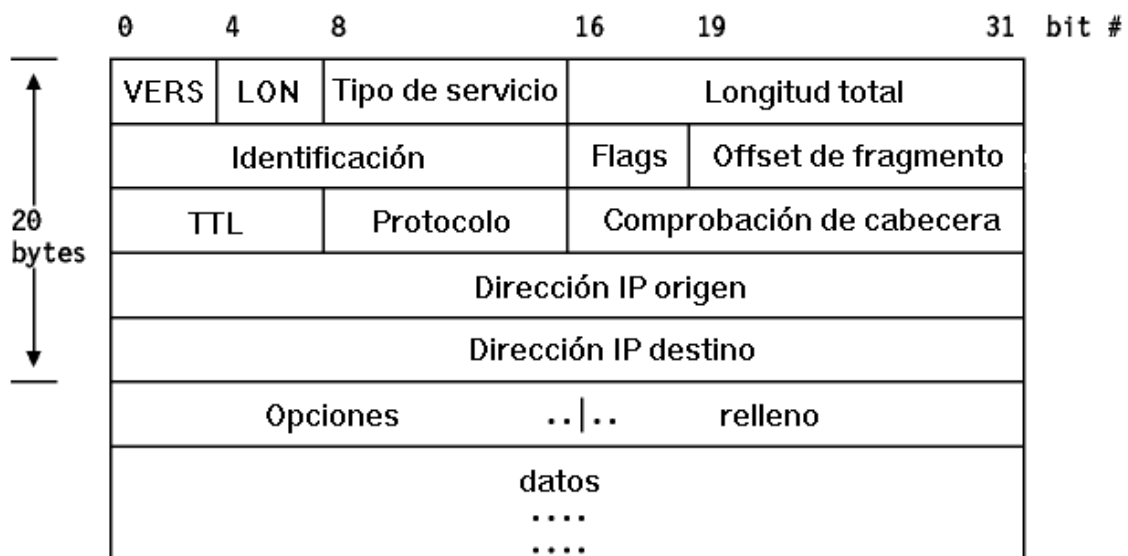 0 4 8 16 19 31 bit #
VERS LON Tipo de servicio Longitud total
Identificación Flags Offset de fragmento
20 bytes
TTL Protocolo Comprobación de cabecera
Dirección IP origen
Dirección IP destino
Opciones ..|.. relleno
datos
....
....